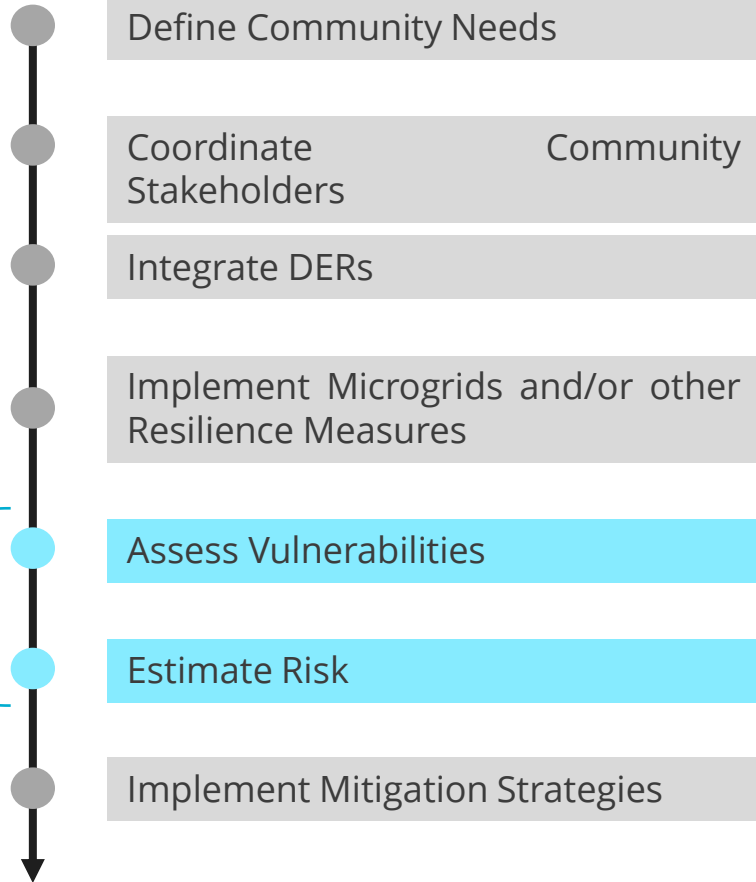 Define Community Needs
Coordinate Community
Stakeholders
Integrate DERs
Implement Microgrids and/or other
Resilience Measures
Assess Vulnerabilities
Estimate Risk
Implement Mitigation Strategies